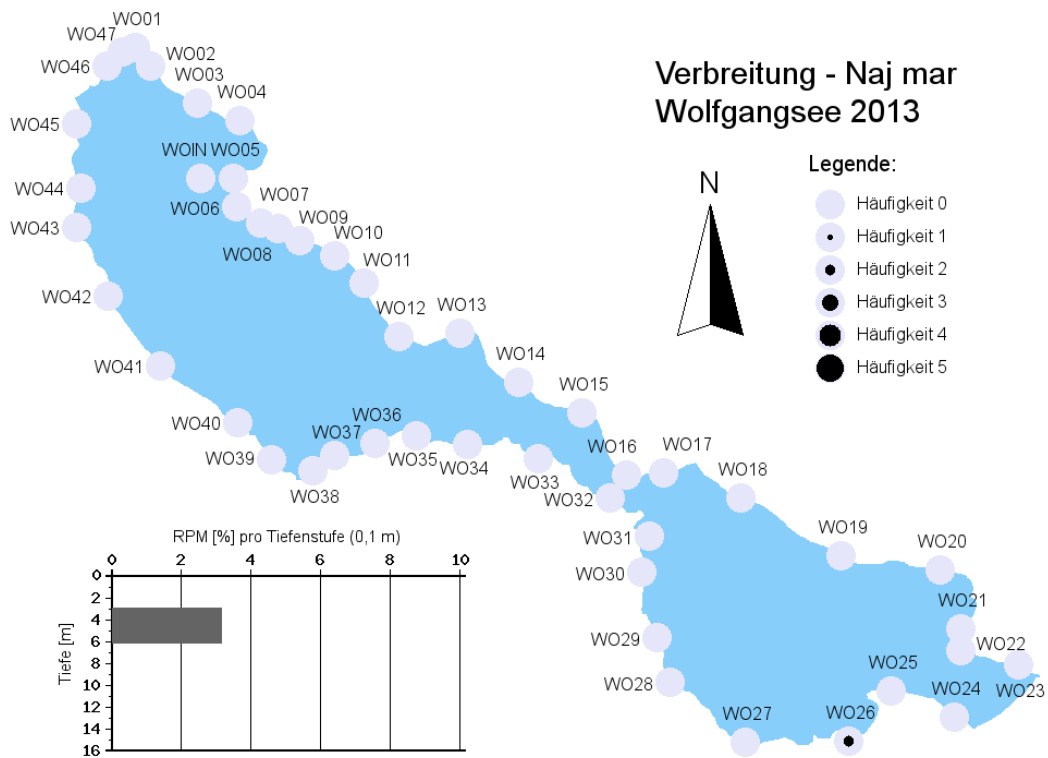 Verbreitung - Naj mar
Wolfgangsee 2013
Legende:
Häufigkeit 0
Häufigkeit 1
Häufigkeit 2
Häufigkeit 3
Häufigkeit 4
Häufigkeit 5
N
WO01
WO47
WO02
WO46
WO03
WO04
WO45
WOIN
WO05
WO44
WO07
WO06
WO43
WO09
WO08
WO10
WO11
WO42
WO12
WO13
WO14
WO41
WO15
WO36
WO40
WO37
WO39
WO35
WO34
WO16
WO17
WO38
WO33
WO18
WO32
WO31
WO19
WO20
WO30
WO21
WO29
WO22
WO28
WO25
WO23
WO24
WO27
WO26
RPM [%] pro Tiefenstufe (0,1 m)
0 2 4 6 8 10
Tiefe [m]
0
2
4
6
8
10
12
14
16